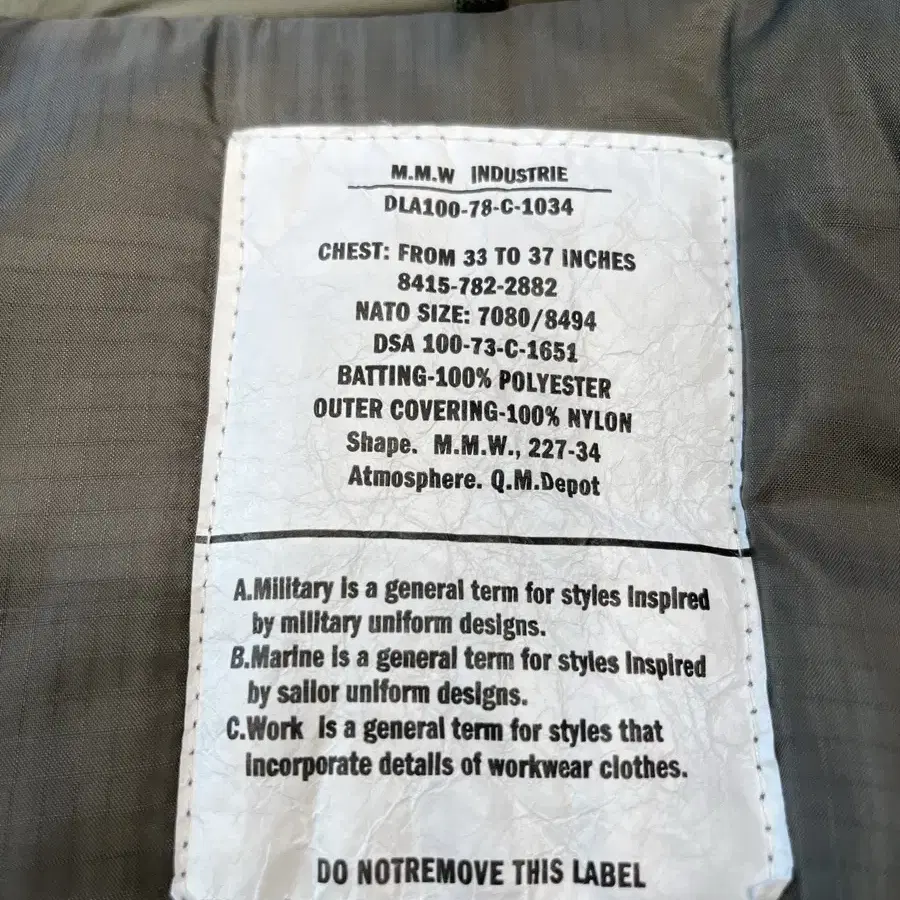 M.M.W INDUSTRIE
DLA100-78-C-1034
CHEST: FROM 33 TO 37 INCHES
8415-782-2882
NATO SIZE: 7080/8494
DSA 100-73-C-1651
BATTING-100% POLYESTER
OUTER COVERING-100% NYLON
Shape. M.M.W., 227-34
Atmosphere. Q.M.Depot
A.Military is a general term for styles inspired
by military uniform designs.
B.Marine is a general term for styles inspired
by sailor uniform designs.
C.Work is a general term for styles that
incorporate details of workwear clothes.
DO NOTREMOVE THIS LABEL